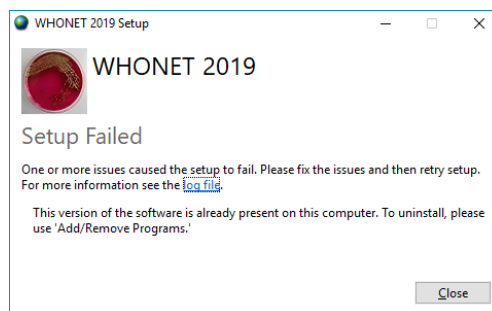 WHONET 2019 Setup
WHONET 2019
Setup Failed
One or more issues caused the setup to fail. Please fix the issues and then retry setup.
For more information see the log file.
This version of the software is already present on this computer. To uninstall, please
use 'Add/Remove Programs.'
Close